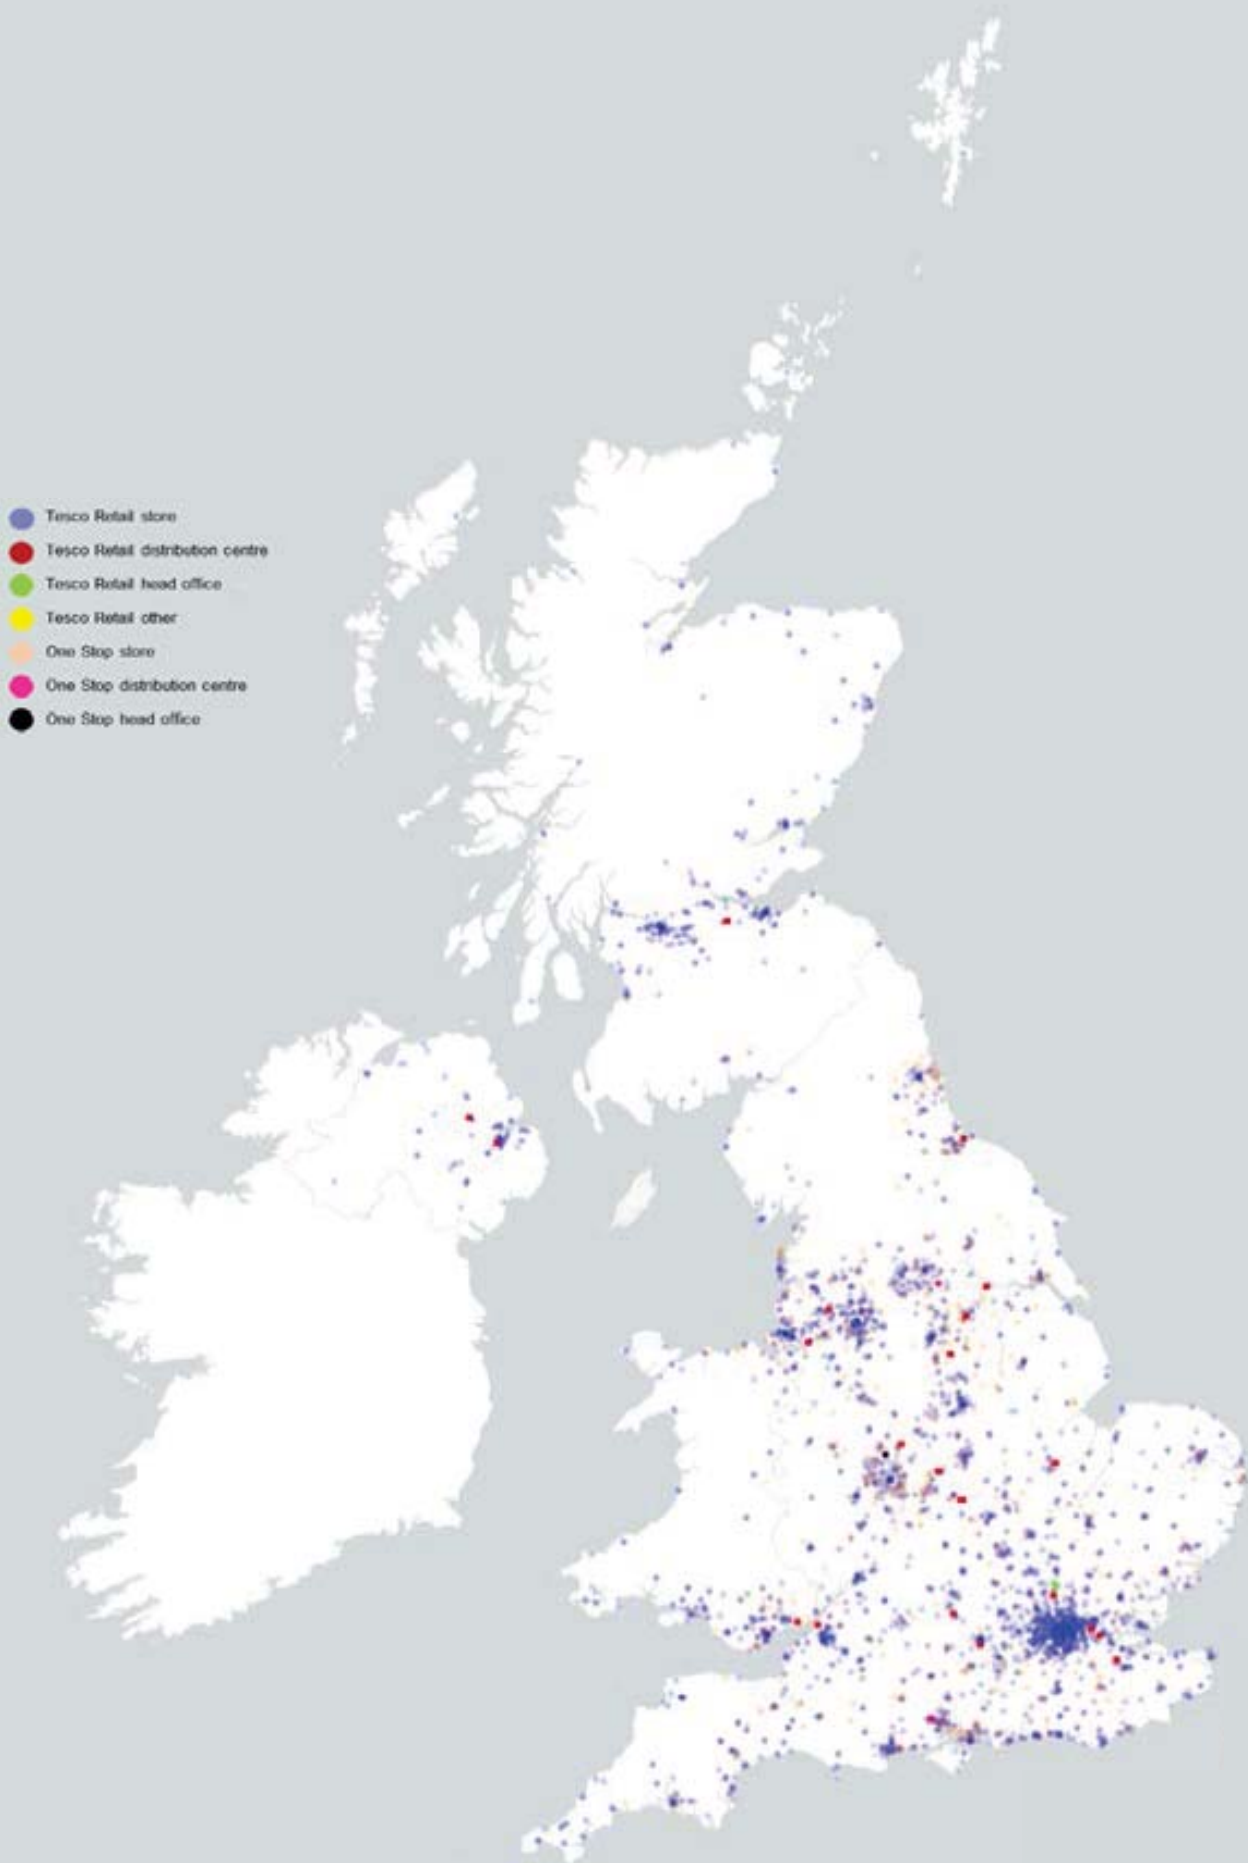 Tesco Retail store
Tesco Retail distribution centre
Tesco Retail head office
Tesco Retail other
One Stop store
One Stop distribution centre
One Stop head office